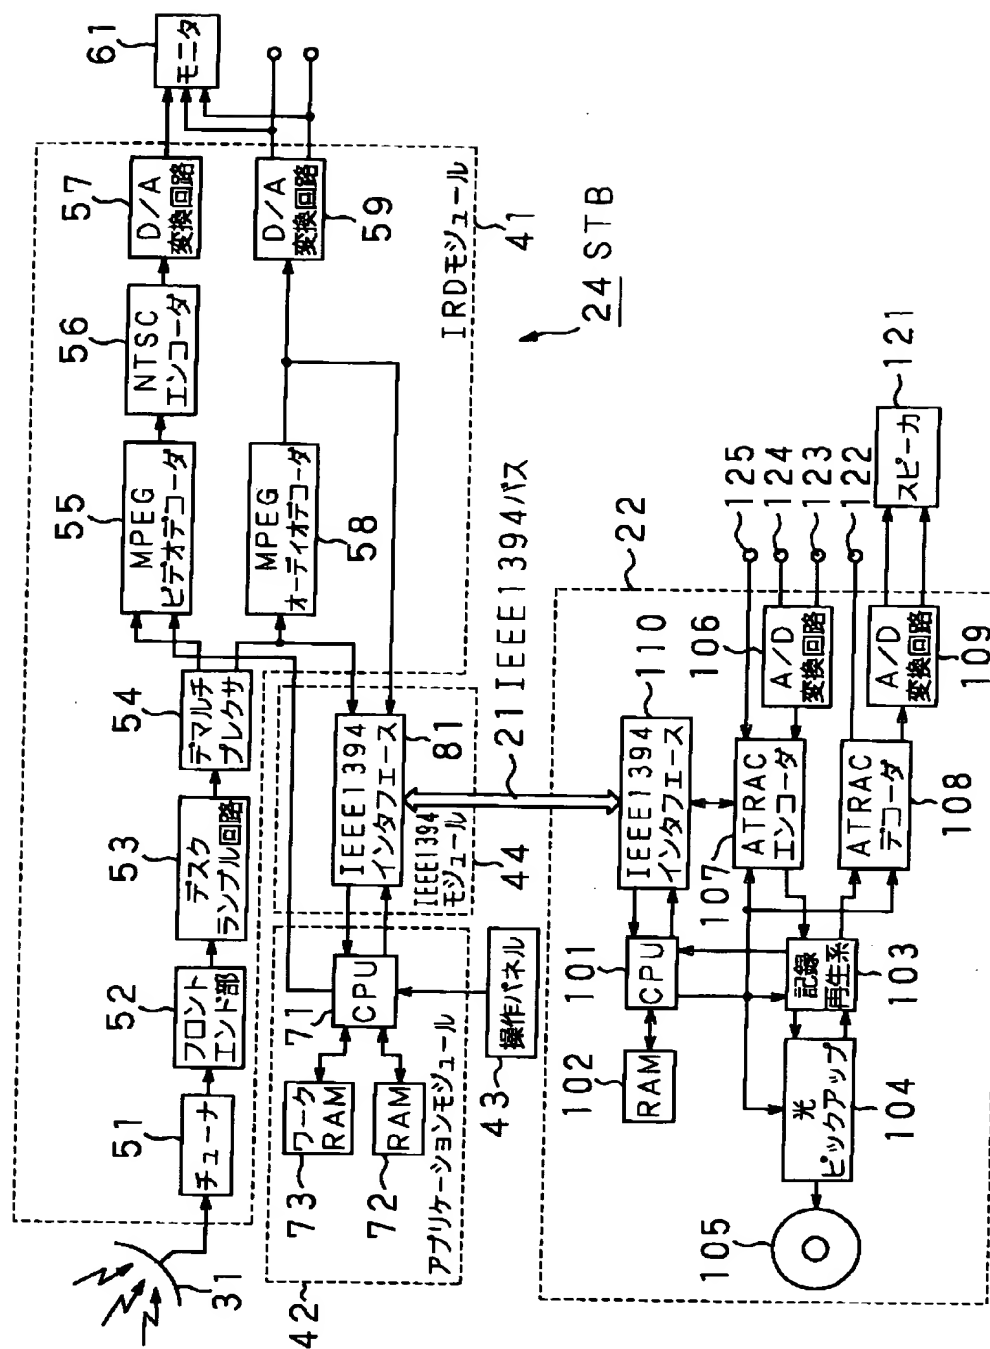 31
51
チューナ
52
フロント
エンド部
53
デスク
ランブル回路
54
デマルチ
プレクサ
55
MPEG
ビデオデコーダ
56
NTSC
エンコーダ
57
D/A
変換回路
61
モニタ
MPEG
オーディオデコーダ
58
D/A
変換回路
59
IRDモジュール
41
24 STB
42
73
ワーク
RAM
72
RAM
71
CPU
アプリケーションモジュール
43
操作パネル
IEEE1394
インタフェース
81
IEEE1394
モジュール
44
21 IEEE1394バス
22
105
102
RAM
101
CPU
IEEE1394
インタフェース
110
光
ピックアップ
104
記録
再生系
103
107
ATRAC
エンコーダ
106
A/D
変換回路
ATRAC
デコーダ
108
A/D
変換回路
109
125
124
123
122
スピーカ
121